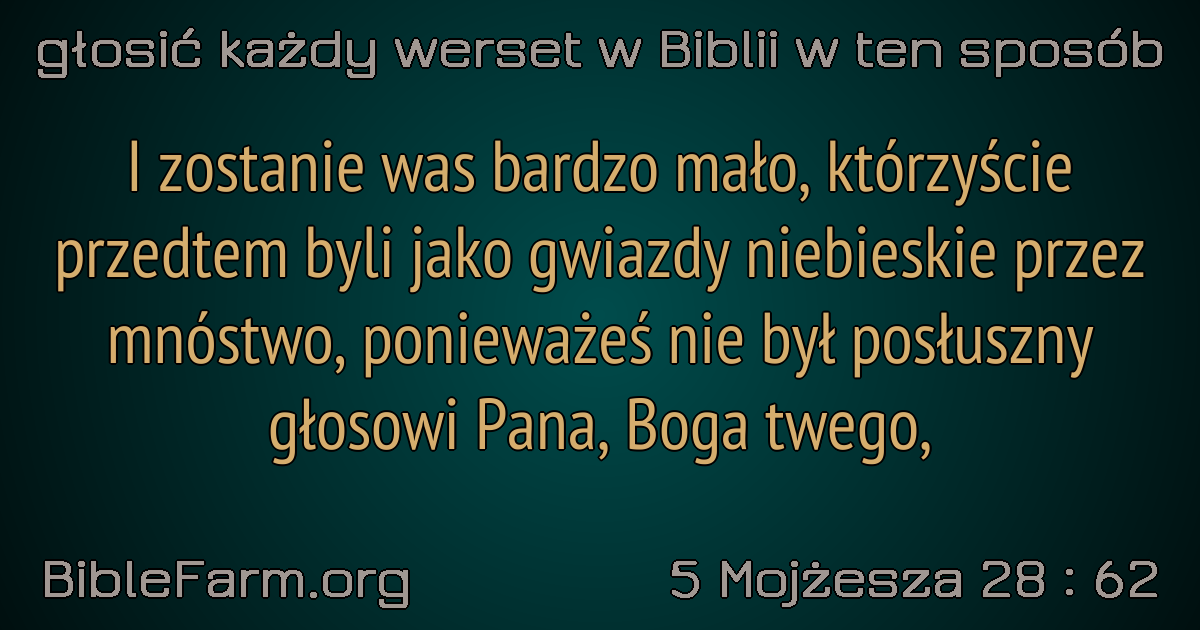 głosić każdy werset w Biblii w ten sposób
I zostanie was bardzo mało, którzyście
przedtem byli jako gwiazdy niebieskie przez
mnóstwo, ponieważeś nie był posłuszny
głosowi Pana, Boga twego,
BibleFarm.org
5 Mojżesza 28 : 62